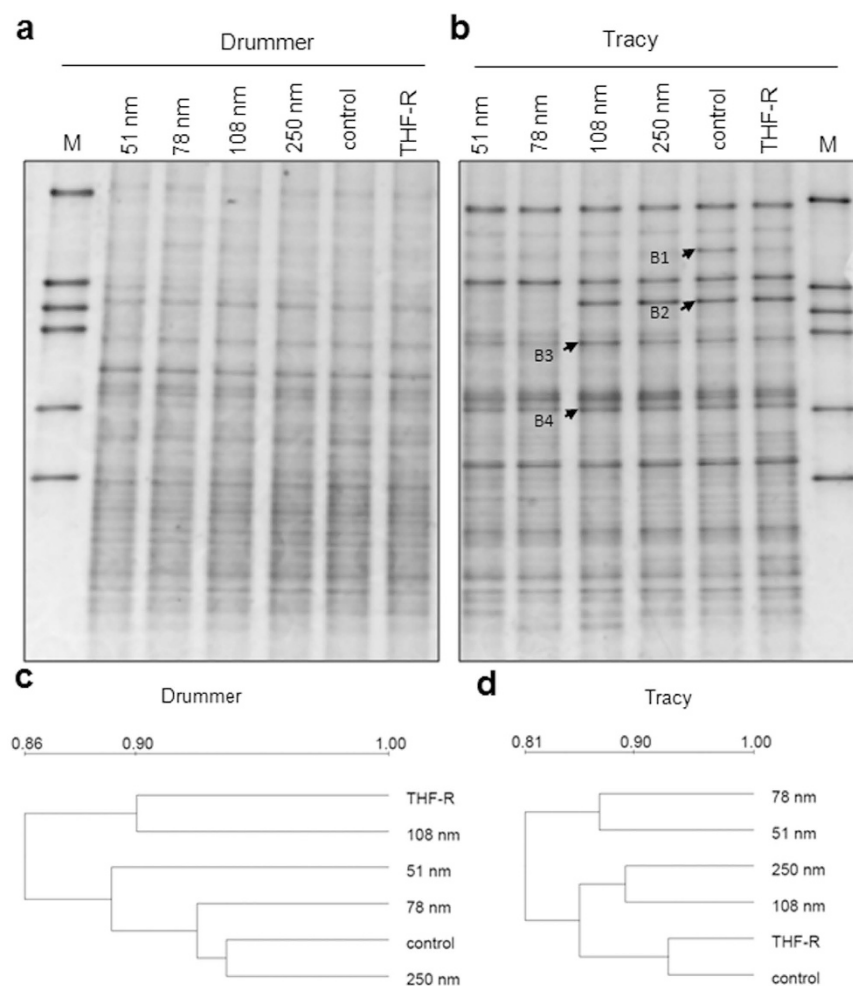 a
Drummer
M 51 nm 78 nm 108 nm 250 nm control THF-R
b
Tracy
51 nm 78 nm 108 nm 250 nm control THF-R M
B1
B2
B3
B4
c
Drummer
0.86 0.90 1.00
THF-R
108 nm
51 nm
78 nm
control
250 nm
d
Tracy
0.81 0.90 1.00
78 nm
51 nm
250 nm
108 nm
THF-R
control